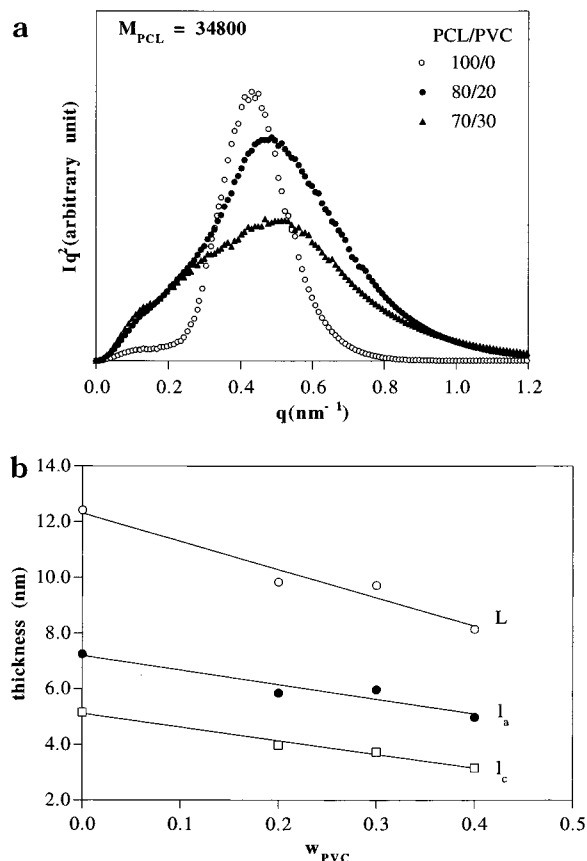 a
M_PCL = 34800
PCL/PVC
○ 100/0
● 80/20
▲ 70/30
Iq²(arbitrary unit)
0.0 0.2 0.4 0.6 0.8 1.0 1.2
q(nm⁻¹)
b
14.0
12.0
10.0
8.0
6.0
4.0
2.0
thickness (nm)
L
l_a
l_c
0.0 0.1 0.2 0.3 0.4 0.5
w_PVC